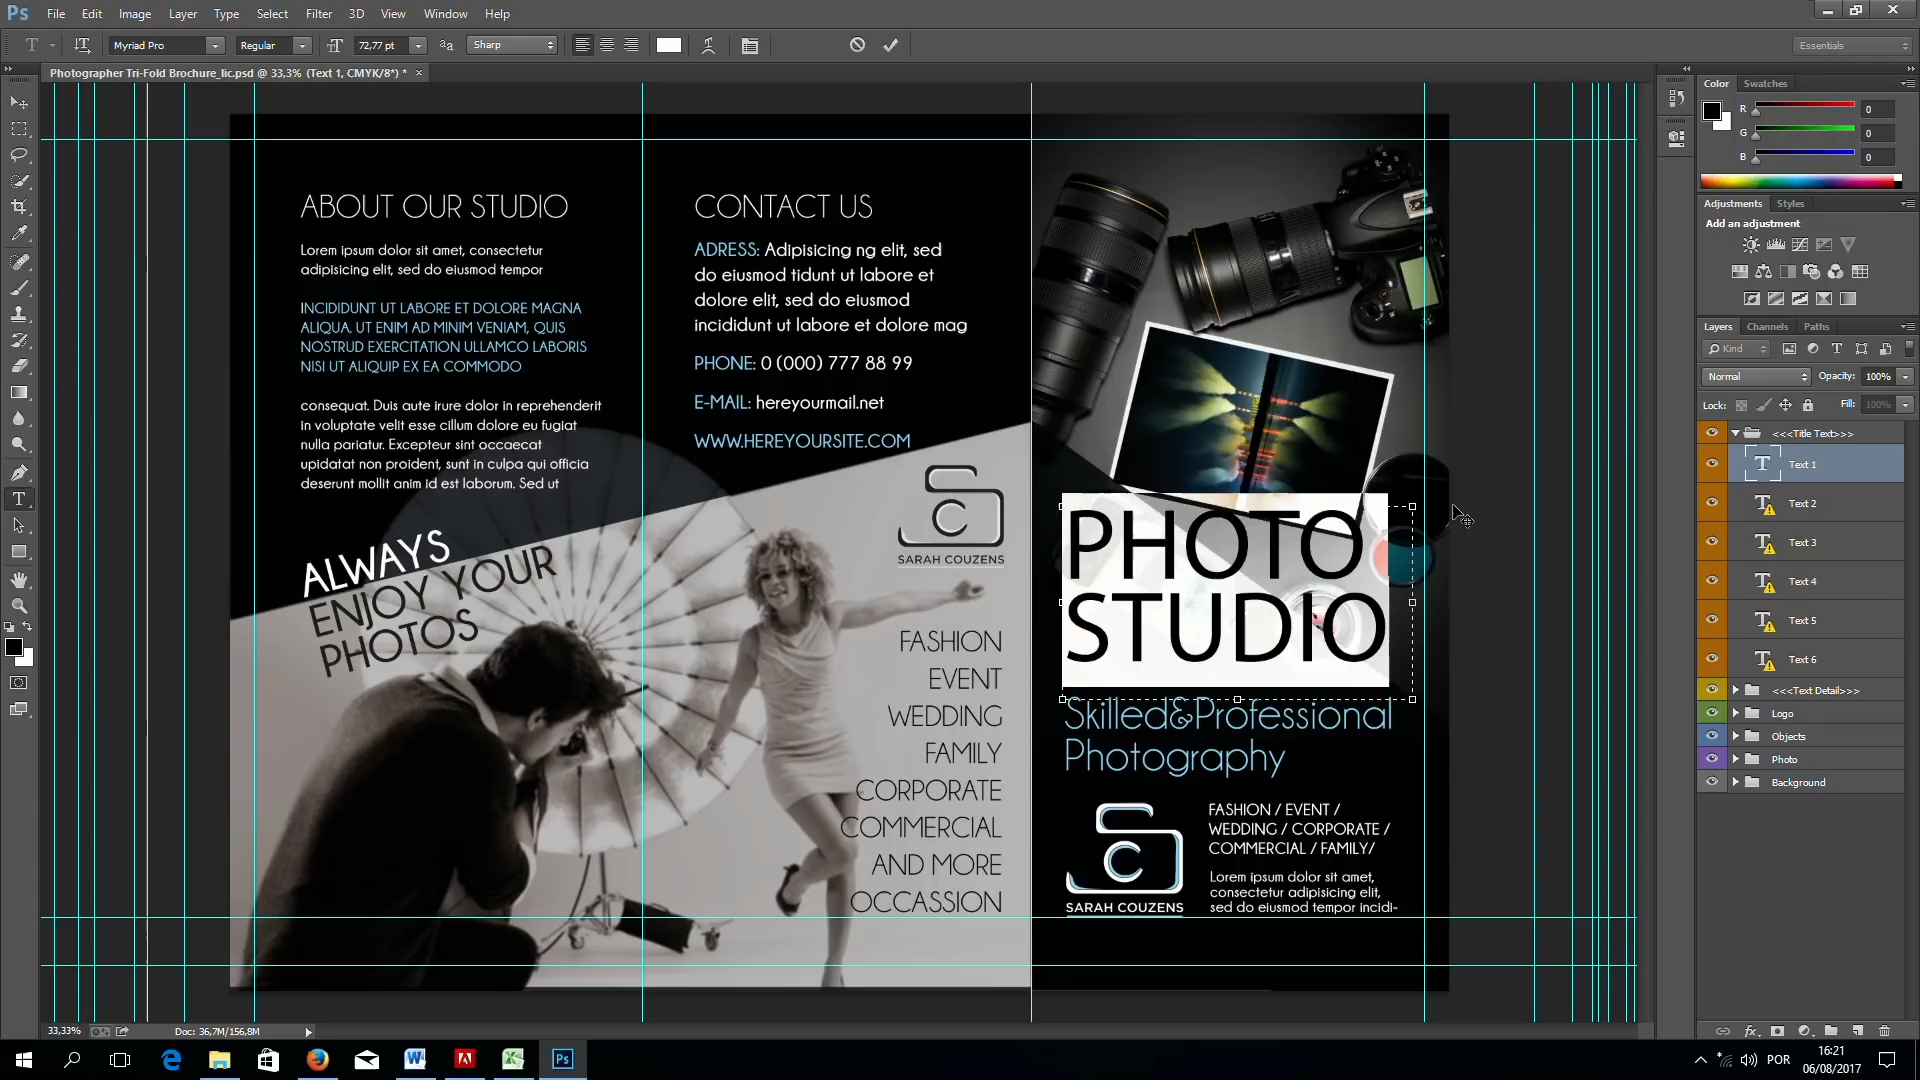 Ps File Edit Image Layer Type Select Filter 3D View Window Help
T Myriad Pro Regular 72,77 pt Sharp Essentials
Photographer Tri-Fold Brochure_lic.psd @ 33,3% (Text 1, CMYK/8*) *
ABOUT OUR STUDIO
Lorem ipsum dolor sit amet, consectetur
adipisicing elit, sed do eiusmod tempor
INCIDIDUNT UT LABORE ET DOLORE MAGNA
ALIQUA. UT ENIM AD MINIM VENIAM, QUIS
NOSTRUD EXERCITATION ULLAMCO LABORIS
NISI UT ALIQUIP EX EA COMMODO
consequat. Duis aute irure dolor in reprehenderit
in voluptate velit esse cillum dolore eu fugiat
nulla pariatur. Excepteur sint occaecat
upidatat non proident, sunt in culpa qui officia
deserunt mollit anim id est laborum. Sed ut
ALWAYS
ENJOY YOUR
PHOTOS
CONTACT US
ADRESS: Adipisicing ng elit, sed
do eiusmod tidunt ut labore et
dolore elit, sed do eiusmod
incididunt ut labore et dolore mag
PHONE: 0 (000) 777 88 99
E-MAIL: hereyourmail.net
WWW.HEREYOURSITE.COM
SARAH COUZENS
FASHION
EVENT
WEDDING
FAMILY
CORPORATE
COMMERCIAL
AND MORE
OCCASSION
PHOTO
STUDIO
Skilled&Professional
Photography
SARAH COUZENS
FASHION / EVENT /
WEDDING / CORPORATE /
COMMERCIAL / FAMILY/
Lorem ipsum dolor sit amet,
consectetur adipisicing elit,
sed do eiusmod tempor incidi-
Color Swatches
R 0
G 0
B 0
Adjustments Styles
Add an adjustment
Layers Channels Paths
Kind
Normal Opacity: 100%
Lock: Fill: 100%
<<<Title Text>>>
T Text 1
T Text 2
T Text 3
T Text 4
T Text 5
T Text 6
<<<Text Detail>>>
Logo
Objects
Photo
Background
33,33% Doc: 36,7M/156,8M
Ps
POR
16:21
06/08/2017